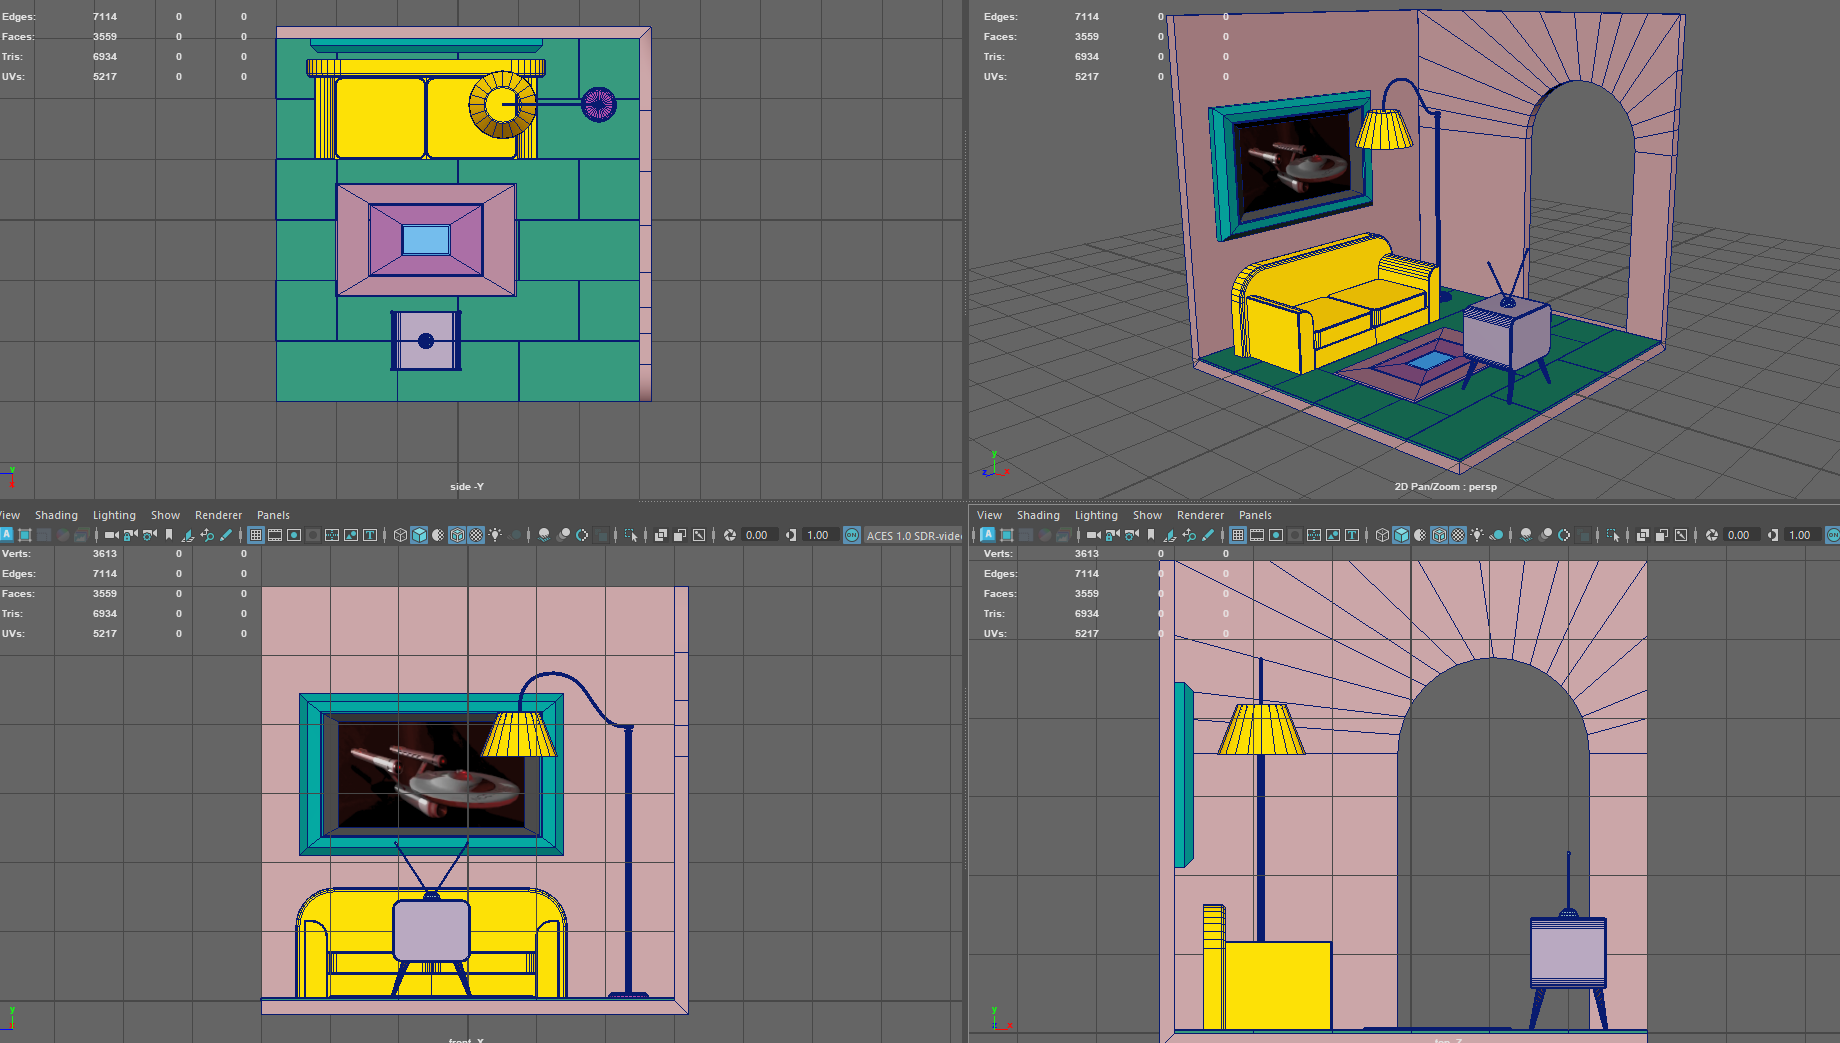 Edges: 7114 0 0
Faces: 3559 0 0
Tris: 6934 0 0
UVs: 5217 0 0
side -Y
Edges: 7114 0 0
Faces: 3559 0 0
Tris: 6934 0 0
UVs: 5217 0 0
y
z x
2D Pan/Zoom : persp
View Shading Lighting Show Renderer Panels
0.00 1.00 ACES 1.0 SDR-video
Verts: 3613 0 0
Edges: 7114 0 0
Faces: 3559 0 0
Tris: 6934 0 0
UVs: 5217 0 0
y
View Shading Lighting Show Renderer Panels
0.00 1.00
Verts: 3613 0 0
Edges: 7114 0 0
Faces: 3559 0 0
Tris: 6934 0 0
UVs: 5217 0 0
y
x